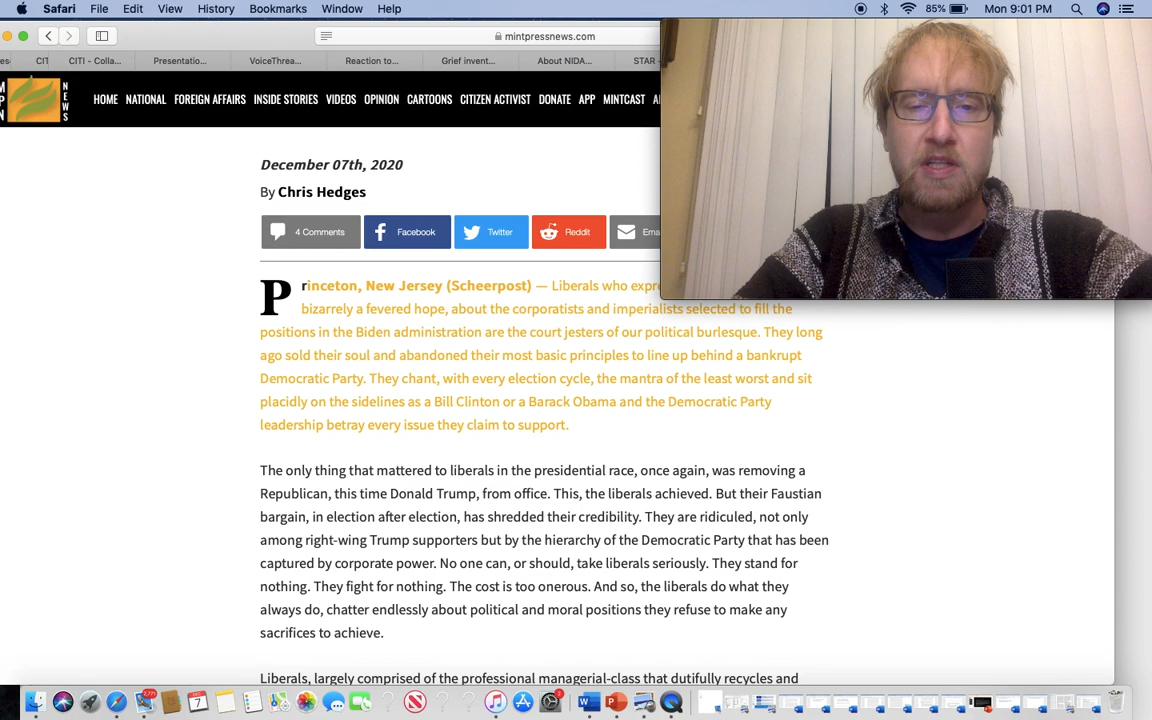 Safari File Edit View History Bookmarks Window Help 85% Mon 9:01 PM
mintpressnews.com
CIT CITI - Colla... Presentatio... VoiceThrea... Reaction to... Grief invent... About NIDA... STAR
NEWS
HOME NATIONAL FOREIGN AFFAIRS INSIDE STORIES VIDEOS OPINION CARTOONS CITIZEN ACTIVIST DONATE APP MINTCAST
December 07th, 2020
By Chris Hedges
4 Comments Facebook Twitter Reddit Ema
Princeton, New Jersey (Scheerpost) — Liberals who expre
bizarrely a fevered hope, about the corporatists and imperialists selected to fill the
positions in the Biden administration are the court jesters of our political burlesque. They long
ago sold their soul and abandoned their most basic principles to line up behind a bankrupt
Democratic Party. They chant, with every election cycle, the mantra of the least worst and sit
placidly on the sidelines as a Bill Clinton or a Barack Obama and the Democratic Party
leadership betray every issue they claim to support.
The only thing that mattered to liberals in the presidential race, once again, was removing a
Republican, this time Donald Trump, from office. This, the liberals achieved. But their Faustian
bargain, in election after election, has shredded their credibility. They are ridiculed, not only
among right-wing Trump supporters but by the hierarchy of the Democratic Party that has been
captured by corporate power. No one can, or should, take liberals seriously. They stand for
nothing. They fight for nothing. The cost is too onerous. And so, the liberals do what they
always do, chatter endlessly about political and moral positions they refuse to make any
sacrifices to achieve.
Liberals, largely comprised of the professional managerial-class that dutifully recycles and